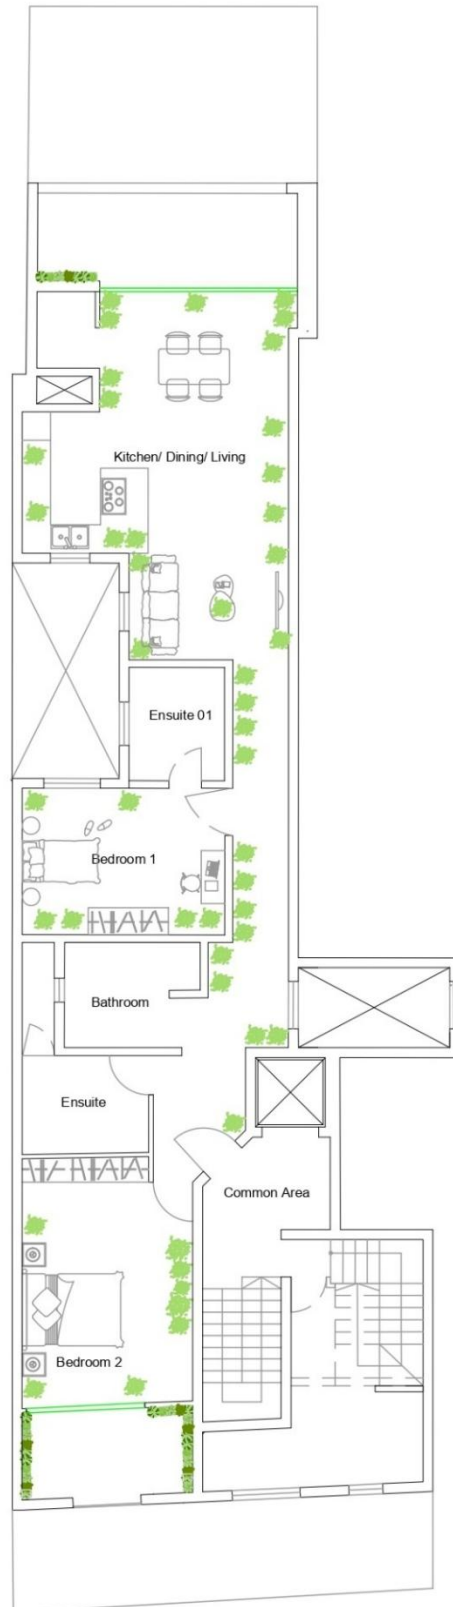 Kitchen/ Dining/ Living
Ensuite 01
Bedroom 1
Bathroom
Ensuite
Common Area
Bedroom 2